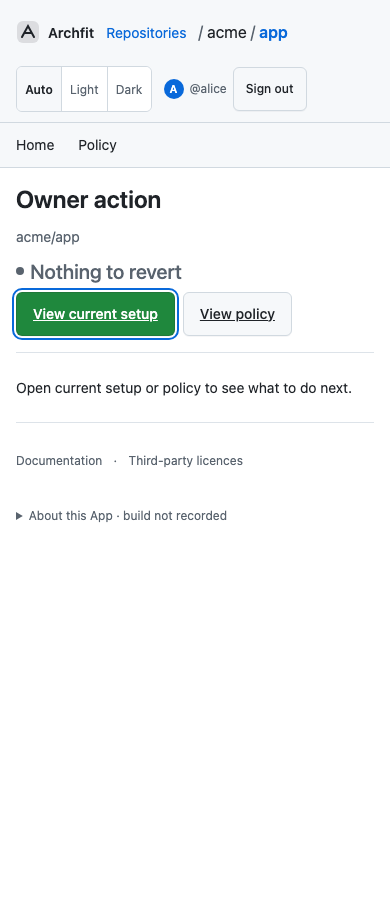 Archfit Repositories / acme / app
Auto Light Dark A @alice Sign out
Home Policy
Owner action
acme/app
Nothing to revert
View current setup View policy
Open current setup or policy to see what to do next.
Documentation · Third-party licences
About this App · build not recorded